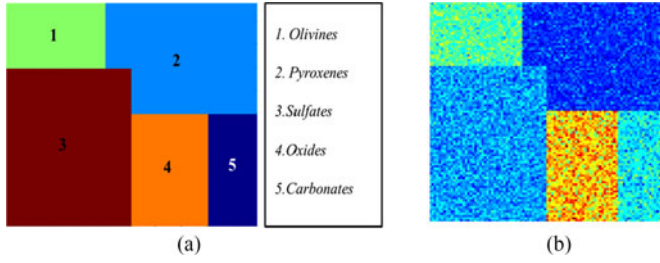 1
2
3
4
5
1. Olivines
2. Pyroxenes
3.Sulfates
4.Oxides
5.Carbonates
(a)
(b)